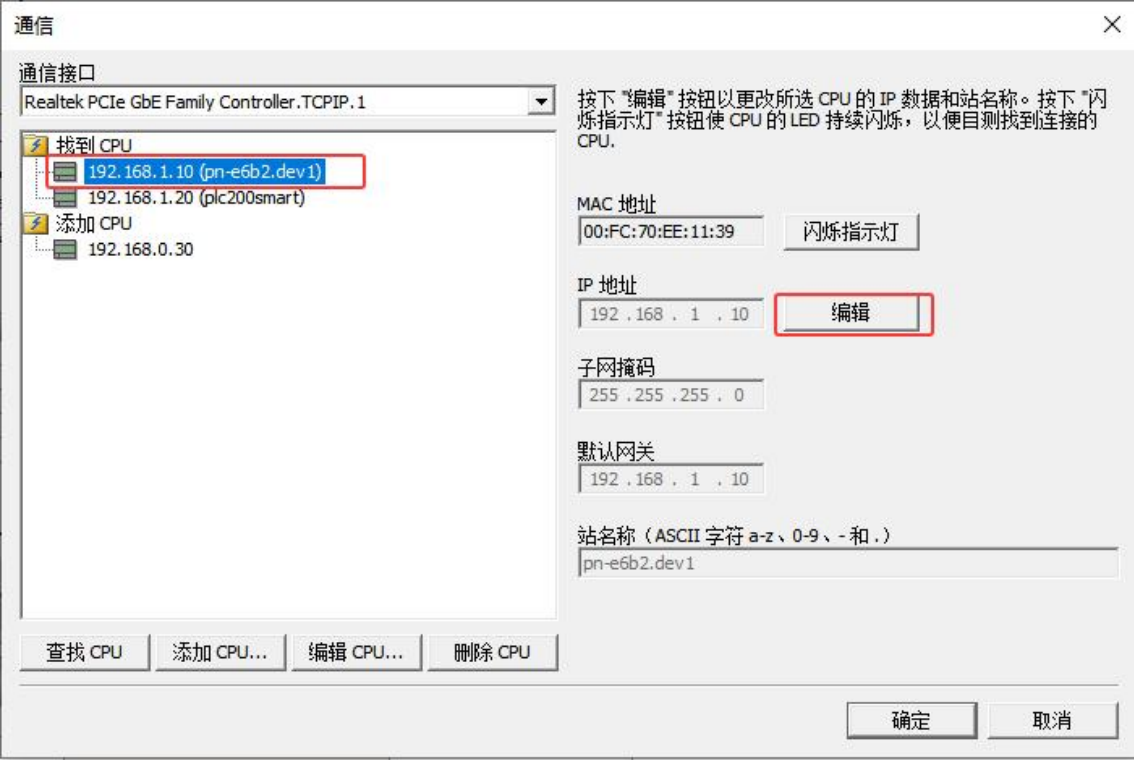 通信
通信接口
Realtek PCIe GbE Family Controller.TCPIP.1
找到 CPU
192.168.1.10 (pn-e6b2.dev1)
192.168.1.20 (plc200smart)
添加 CPU
192.168.0.30
查找 CPU
添加 CPU...
编辑 CPU...
删除 CPU
按下 "编辑" 按钮以更改所选 CPU 的 IP 数据和站名称。按下 "闪
烁指示灯" 按钮使 CPU 的 LED 持续闪烁，以便目测找到连接的
CPU.
MAC 地址
00:FC:70:EE:11:39
闪烁指示灯
IP 地址
192 . 168 . 1 . 10
编辑
子网掩码
255 . 255 . 255 . 0
默认网关
192 . 168 . 1 . 10
站名称（ASCII 字符 a-z、0-9、- 和 .）
pn-e6b2.dev1
确定
取消